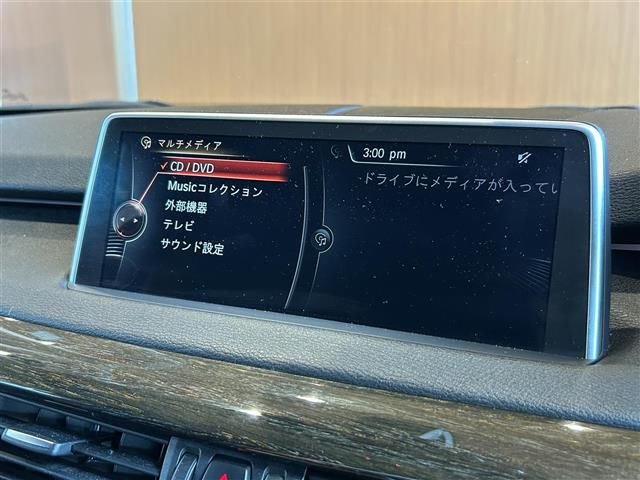 マルチメディア
3:00 pm
✓ CD / DVD
ドライブにメディアが入ってい
Musicコレクション
外部機器
テレビ
サウンド設定